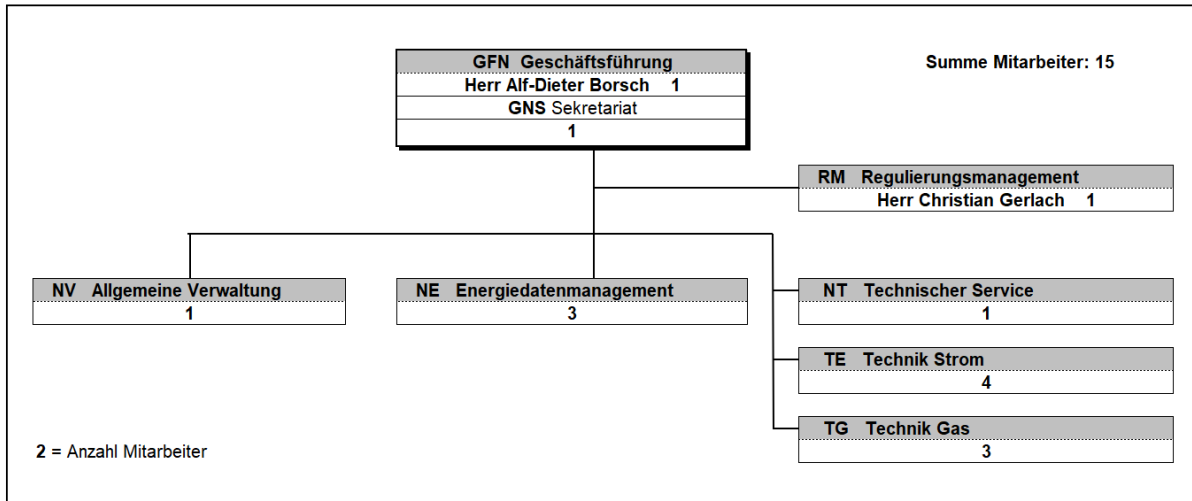 GFN Geschäftsführung
Herr Alf-Dieter Borsch 1
GNS Sekretariat
1
Summe Mitarbeiter: 15
RM Regulierungsmanagement
Herr Christian Gerlach 1
NV Allgemeine Verwaltung
1
NE Energiedatenmanagement
3
NT Technischer Service
1
TE Technik Strom
4
TG Technik Gas
3
2 = Anzahl Mitarbeiter